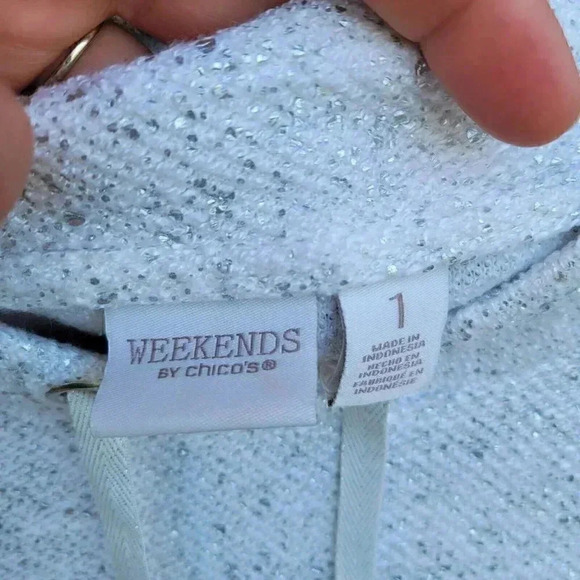 WEEKENDS
BY chico's®
1
MADE IN
INDONESIA
HECHO EN
INDONESIA
FABRIQUÉ EN
INDONÉSIE